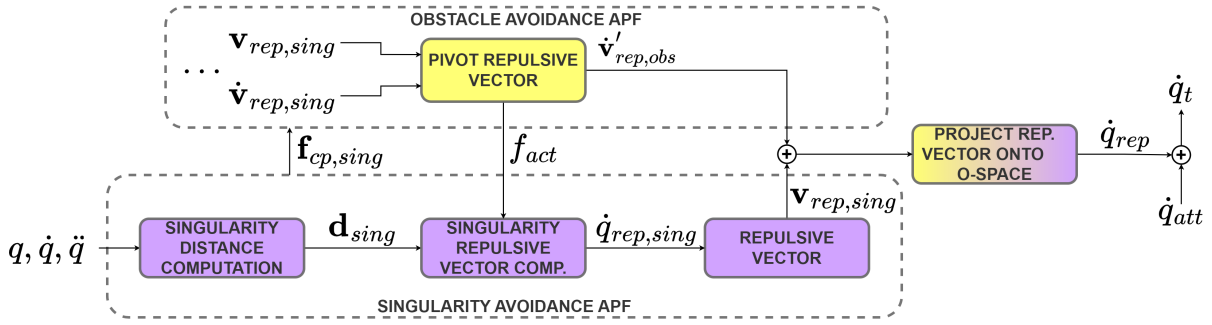 OBSTACLE AVOIDANCE APF
𝐯_{rep,sing}
...
𝐯̇_{rep,sing}
PIVOT REPULSIVE
VECTOR
𝐯̇′_{rep,obs}
𝐟_{cp,sing}
f_{act}
PROJECT REP.
VECTOR ONTO
O-SPACE
q̇_{rep}
q̇_t
+
+
q̇_{att}
𝐯_{rep,sing}
q, q̇, q̈
SINGULARITY
DISTANCE
COMPUTATION
𝐝_{sing}
SINGULARITY
REPULSIVE
VECTOR COMP.
q̇_{rep,sing}
REPULSIVE
VECTOR
SINGULARITY AVOIDANCE APF